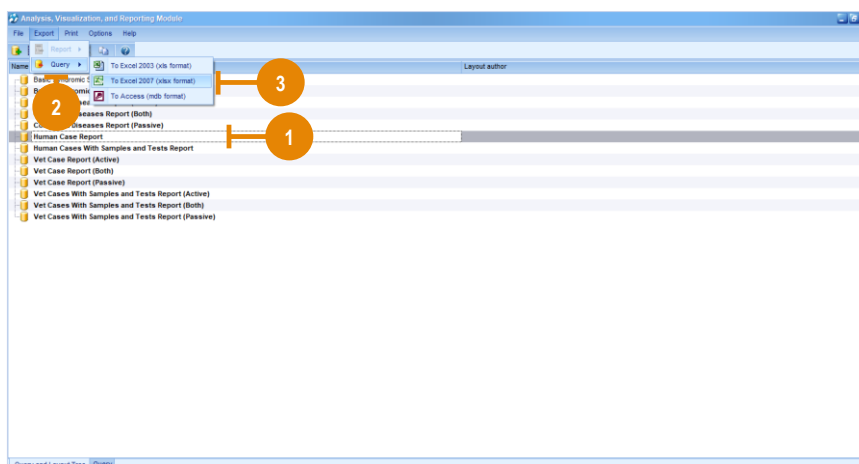 Analysis, Visualization, and Reporting Module
File Export Print Options Help
Report
Query
To Excel 2003 (xls format)
To Excel 2007 (xlsx format)
To Access (mdb format)
3
2
1
Name
Layout author
Diseases Report (Both)
Diseases Report (Passive)
Human Case Report
Human Cases With Samples and Tests Report
Vet Case Report (Active)
Vet Case Report (Both)
Vet Case Report (Passive)
Vet Cases With Samples and Tests Report (Active)
Vet Cases With Samples and Tests Report (Both)
Vet Cases With Samples and Tests Report (Passive)
Query and Layout Tree Query